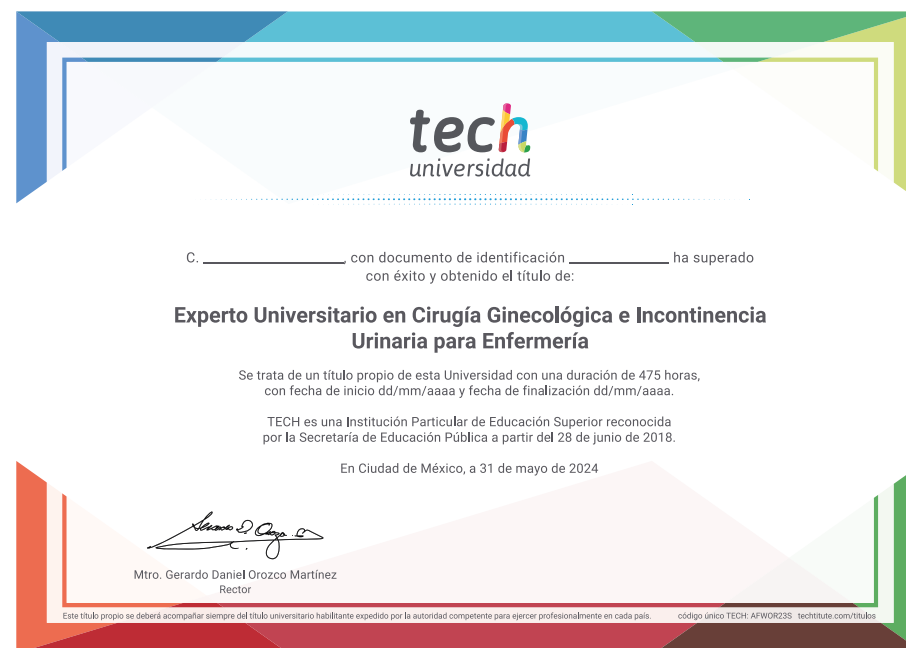 tech
universidad
C. ____________, con documento de identificación ____________ ha superado
con éxito y obtenido el título de:
Experto Universitario en Cirugía Ginecológica e Incontinencia
Urinaria para Enfermería
Se trata de un título propio de esta Universidad con una duración de 475 horas,
con fecha de inicio dd/mm/aaaa y fecha de finalización dd/mm/aaaa.
TECH es una Institución Particular de Educación Superior reconocida
por la Secretaría de Educación Pública a partir del 28 de junio de 2018.
En Ciudad de México, a 31 de mayo de 2024
Mtro. Gerardo Daniel Orozco Martínez
Rector
Este título propio se deberá acompañar siempre del título universitario habilitante expedido por la autoridad competente para ejercer profesionalmente en cada país. código único TECH: AFWOR23S techtitute.com/titulos